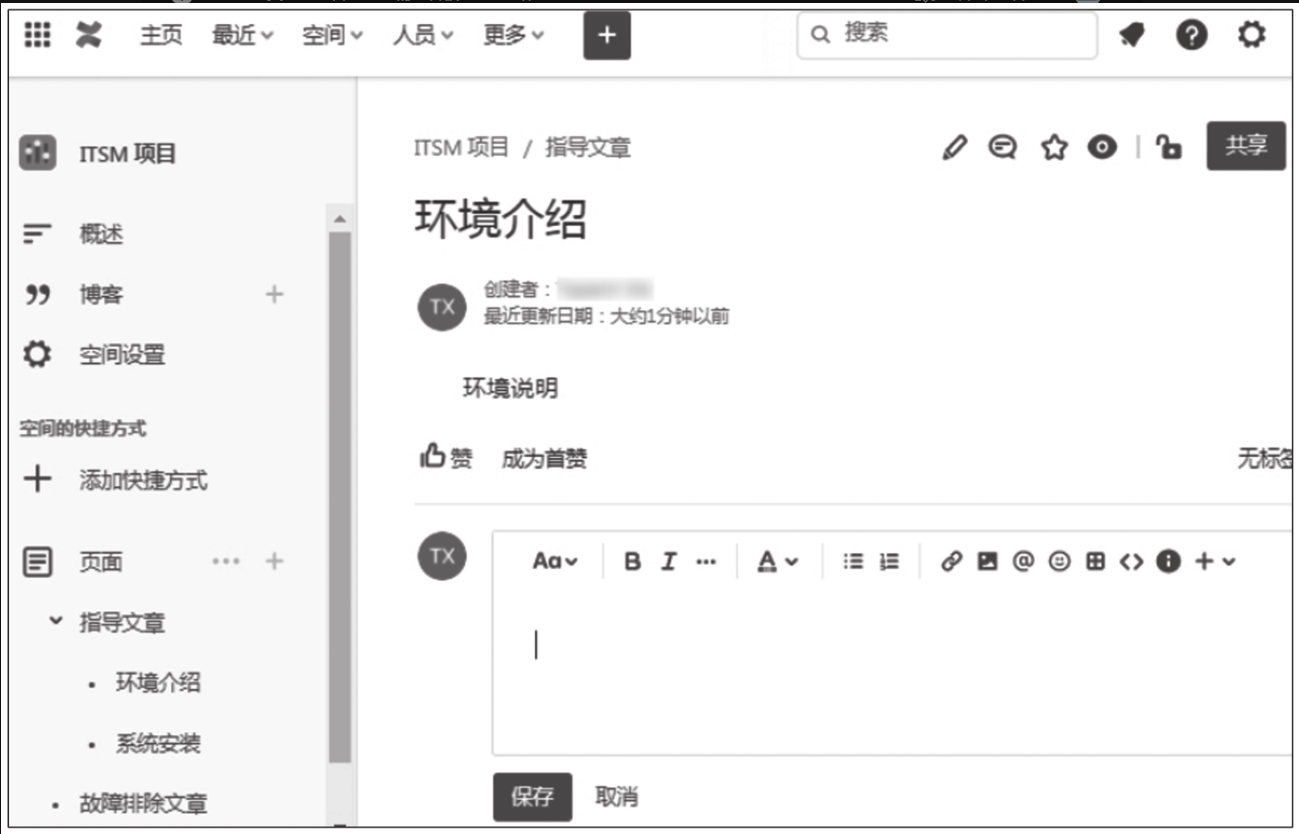 主页 最近 空间 人员 更多 + 搜索 ?
ITSM 项目
概述
博客 +
空间设置
空间的快捷方式
+ 添加快捷方式
页面 ··· +
指导文章
• 环境介绍
• 系统安装
• 故障排除文章
ITSM 项目 / 指导文章 共享
环境介绍
TX 创建者：
最近更新日期：大约1分钟以前
环境说明
赞 成为首赞 无标签
TX Aa B I ··· A @ <> i +
保存 取消